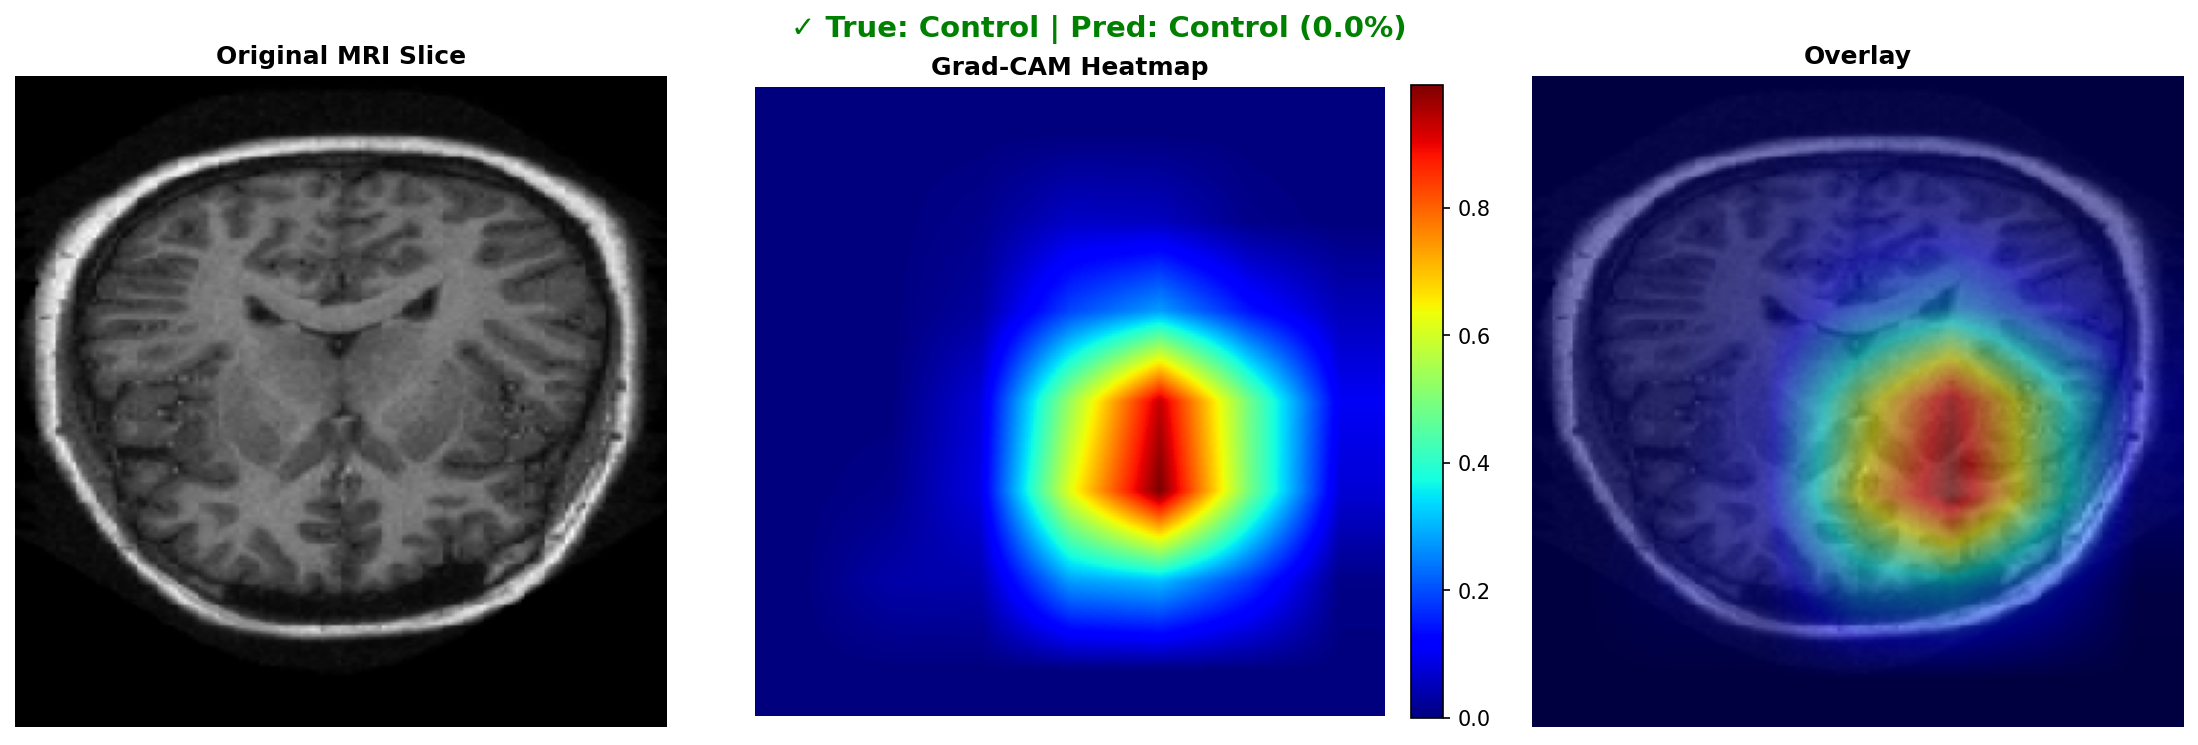 ✓ True: Control | Pred: Control (0.0%)
Original MRI Slice
Grad-CAM Heatmap
Overlay
0.8
0.6
0.4
0.2
0.0